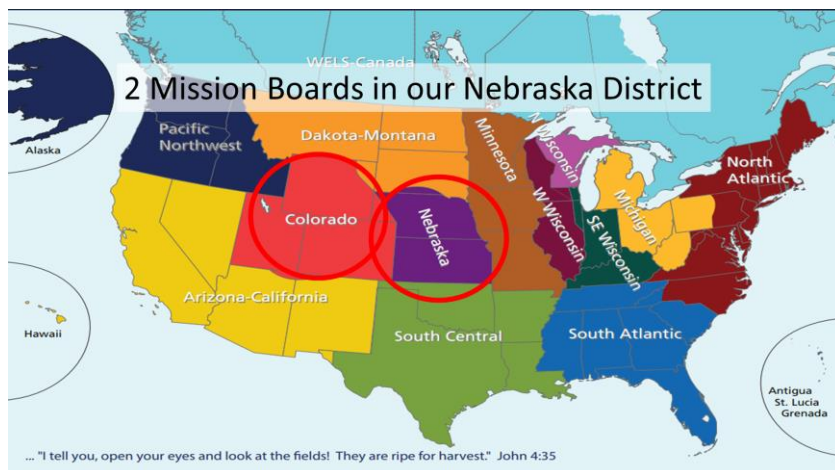 WELS-Canada
2 Mission Boards in our Nebraska District
Alaska
Pacific
Northwest
Dakota-Montana
Minnesota
N Wisconsin
W Wisconsin
Michigan
SE Wisconsin
North
Atlantic
Colorado
Nebraska
Arizona-California
Hawaii
South Central
South Atlantic
Antigua
St. Lucia
Grenada
... "I tell you, open your eyes and look at the fields! They are ripe for harvest." John 4:35